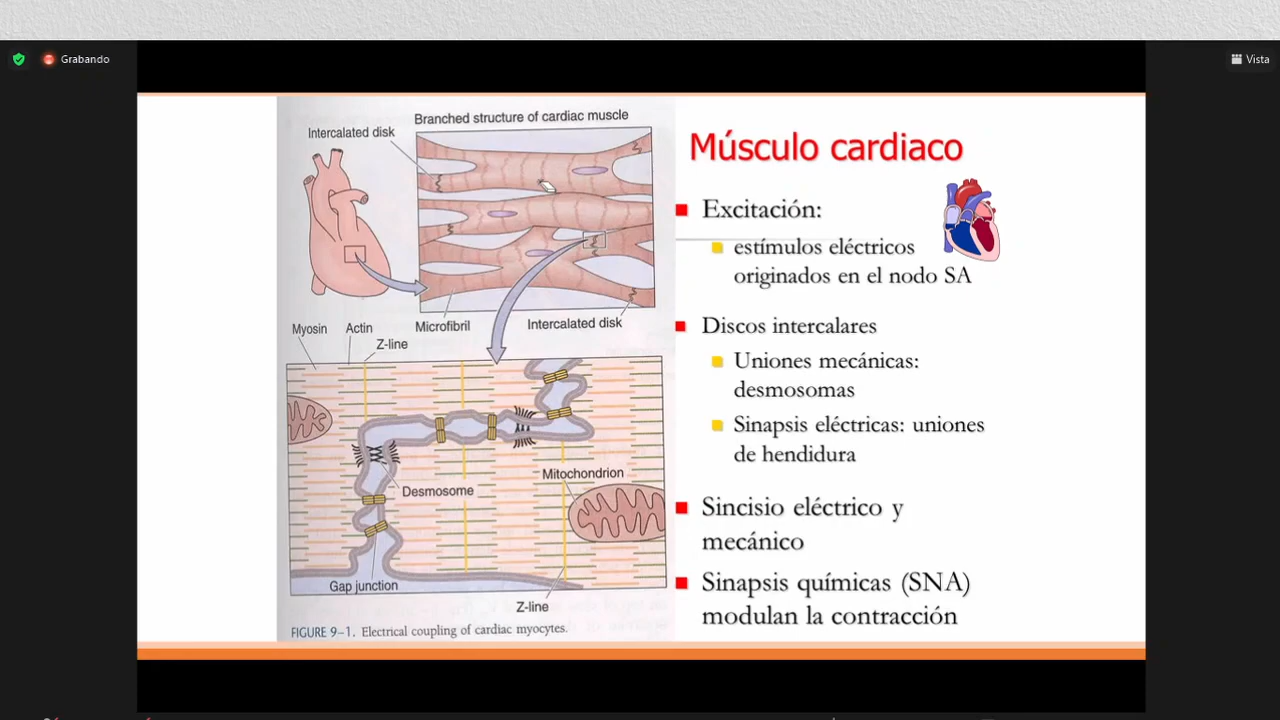 Grabando
Vista
Branched structure of cardiac muscle
Intercalated disk
Myosin
Actin
Z-line
Microfibril
Intercalated disk
Mitochondrion
Desmosome
Gap junction
Z-line
FIGURE 9–1. Electrical coupling of cardiac myocytes.
Músculo cardiaco
Excitación:
estímulos eléctricos
originados en el nodo SA
Discos intercalares
Uniones mecánicas:
desmosomas
Sinapsis eléctricas: uniones
de hendidura
Sincisio eléctrico y
mecánico
Sinapsis químicas (SNA)
modulan la contracción